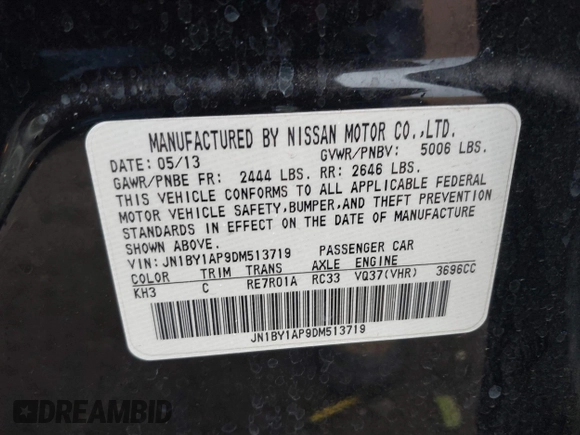 MANUFACTURED BY NISSAN MOTOR CO.,LTD.
DATE: 05/13 GVWR/PNBV: 5006 LBS.
GAWR/PNBE FR: 2444 LBS. RR: 2646 LBS.
THIS VEHICLE CONFORMS TO ALL APPLICABLE FEDERAL
MOTOR VEHICLE SAFETY,BUMPER,AND THEFT PREVENTION
STANDARDS IN EFFECT ON THE DATE OF MANUFACTURE
SHOWN ABOVE.
VIN: JN1BY1AP9DM513719 PASSENGER CAR
COLOR TRIM TRANS AXLE ENGINE
KH3 C RE7R01A RC33 VQ37(VHR) 3696CC
JN1BY1AP9DM513719
DREAMBID